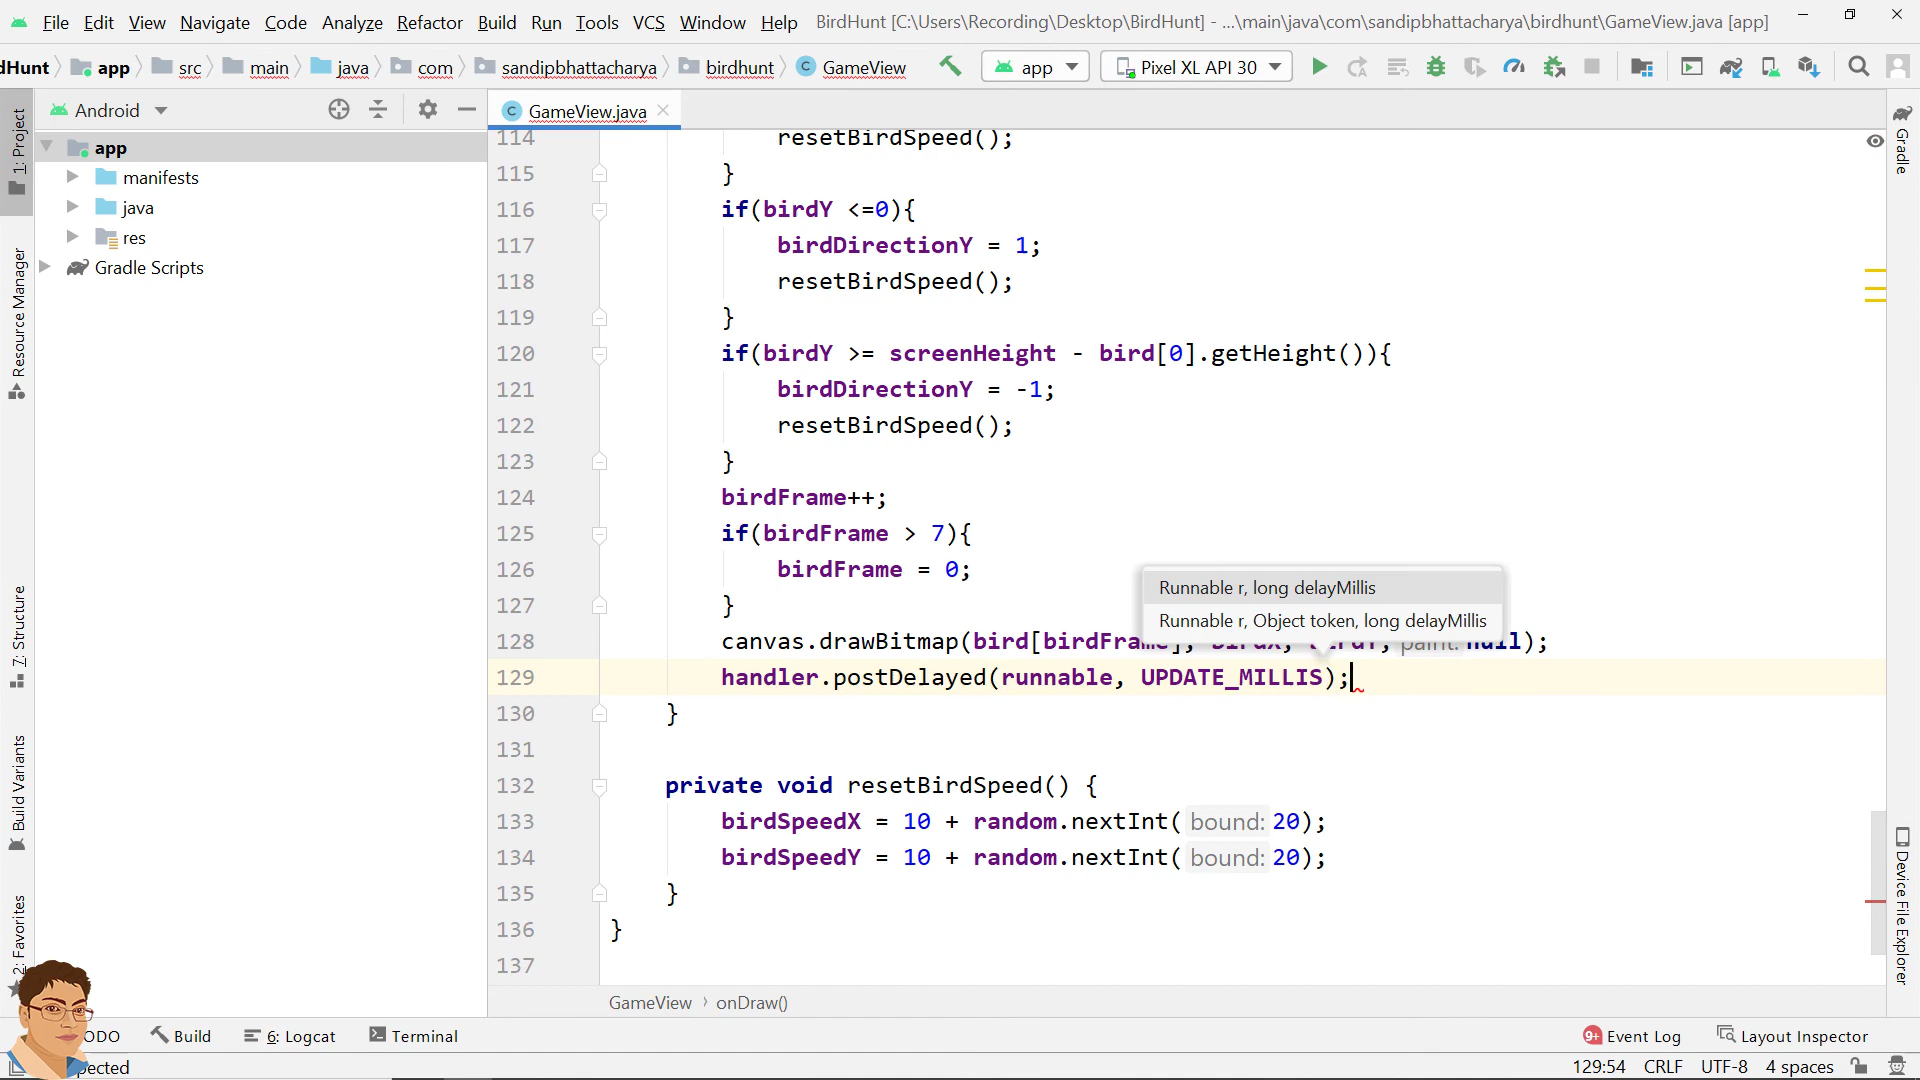 File Edit View Navigate Code Analyze Refactor Build Run Tools VCS Window Help BirdHunt [C:\Users\Recording\Desktop\BirdHunt] - ...\main\java\com\sandipbhattacharya\birdhunt\GameView.java [app]
dHunt app src main java com sandipbhattacharya birdhunt GameView app Pixel XL API 30
Android
GameView.java
1: Project
Resource Manager
7: Structure
Build Variants
2: Favorites
app
manifests
java
res
Gradle Scripts
114 resetBirdSpeed();
115 }
116 if(birdY <=0){
117 birdDirectionY = 1;
118 resetBirdSpeed();
119 }
120 if(birdY >= screenHeight - bird[0].getHeight()){
121 birdDirectionY = -1;
122 resetBirdSpeed();
123 }
124 birdFrame++;
125 if(birdFrame > 7){
126 birdFrame = 0;
Runnable r, long delayMillis
127 }
Runnable r, Object token, long delayMillis
128 canvas.drawBitmap(bird[birdFrame], birdX, birdY, paint: null);
129 handler.postDelayed(runnable, UPDATE_MILLIS);
130 }
131
132 private void resetBirdSpeed() {
133 birdSpeedX = 10 + random.nextInt( bound: 20);
134 birdSpeedY = 10 + random.nextInt( bound: 20);
135 }
136 }
137
GameView onDraw()
Gradle
Device File Explorer
ODO Build 6: Logcat Terminal 9+ Event Log Layout Inspector
pected 129:54 CRLF UTF-8 4 spaces